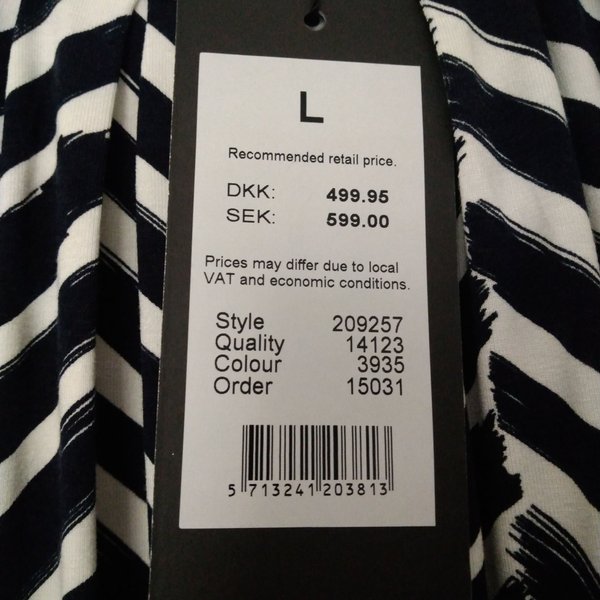 L
Recommended retail price.
DKK: 499.95
SEK: 599.00
Prices may differ due to local
VAT and economic conditions.
Style 209257
Quality 14123
Colour 3935
Order 15031
5 713241 203813